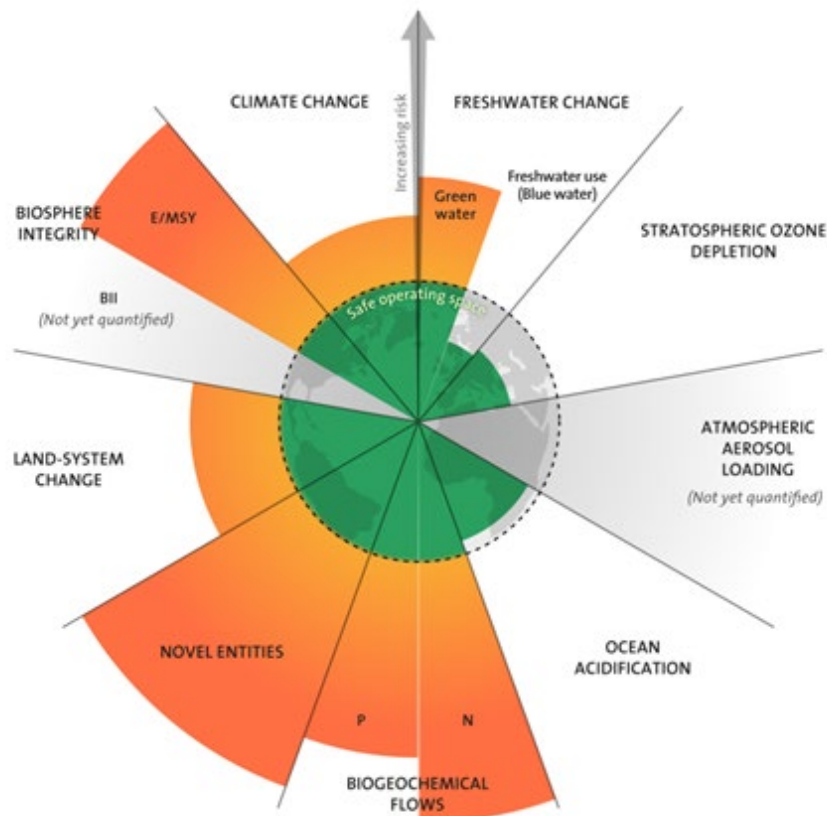 CLIMATE CHANGE
FRESHWATER CHANGE
Increasing risk
Freshwater use
(Blue water)
Green
water
E/MSY
BIOSPHERE
INTEGRITY
STRATOSPHERIC OZONE
DEPLETION
BII
(Not yet quantified)
Safe operating space
ATMOSPHERIC
AEROSOL
LOADING
(Not yet quantified)
LAND-SYSTEM
CHANGE
NOVEL ENTITIES
OCEAN
ACIDIFICATION
P
N
BIOGEOCHEMICAL
FLOWS